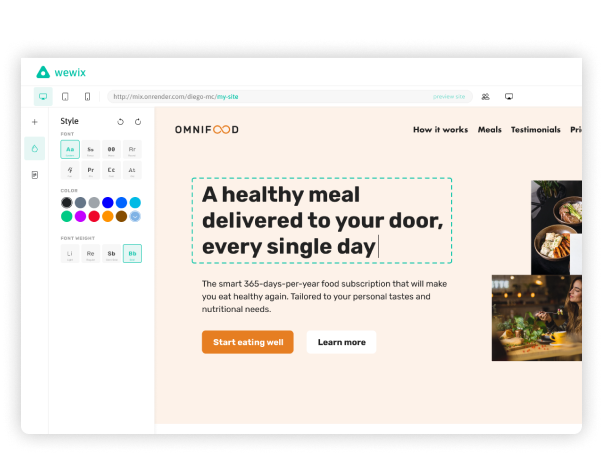 wewix
http://mix.onrender.com/diego-mc/my-site
preview site
Style
FONT
Aa
Sa
00
Rr
Pr
Cc
As
COLOR
FONT WEIGHT
Li
Re
Sb
Bb
OMNIFOOD
How it works Meals Testimonials Pri
A healthy meal
delivered to your door,
every single day
The smart 365-days-per-year food subscription that will make
you eat healthy again. Tailored to your personal tastes and
nutritional needs.
Start eating well
Learn more